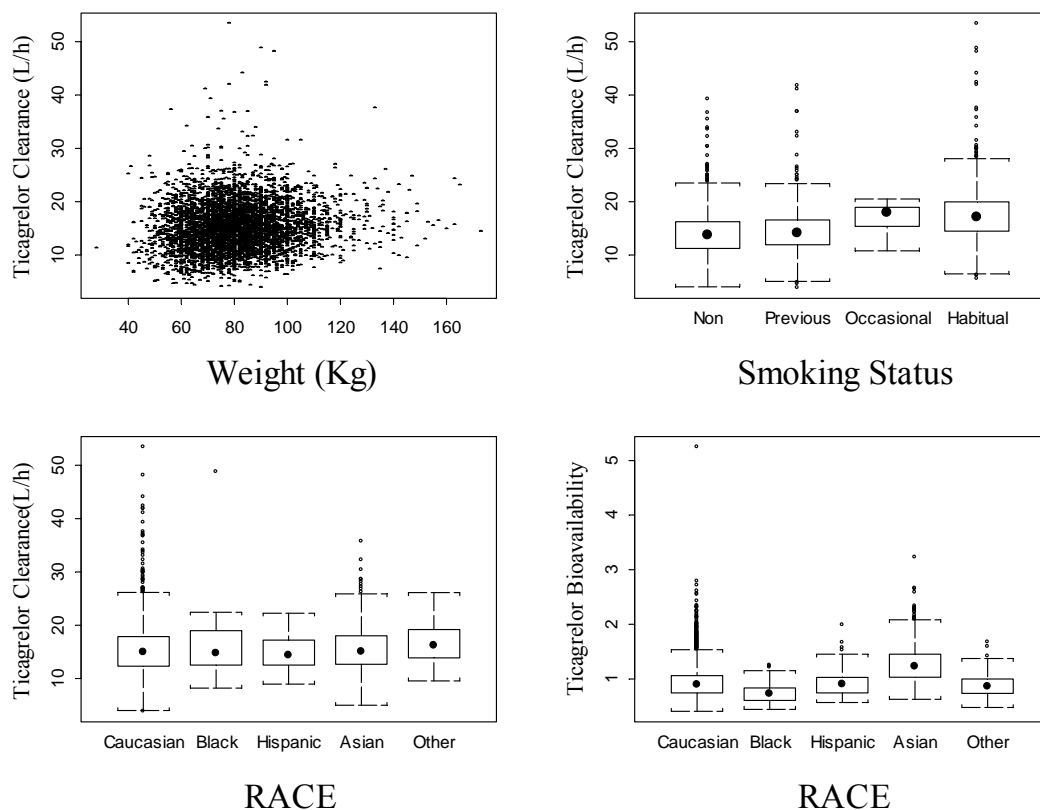 Ticagrelor Clearance (L/h)
50
40
30
20
10
40 60 80 100 120 140 160
Weight (Kg)
Ticagrelor Clearance (L/h)
50
40
30
20
10
Non Previous Occasional Habitual
Smoking Status
Ticagrelor Clearance(L/h)
50
40
30
20
10
Caucasian Black Hispanic Asian Other
RACE
Ticagrelor Bioavailability
5
4
3
2
1
Caucasian Black Hispanic Asian Other
RACE